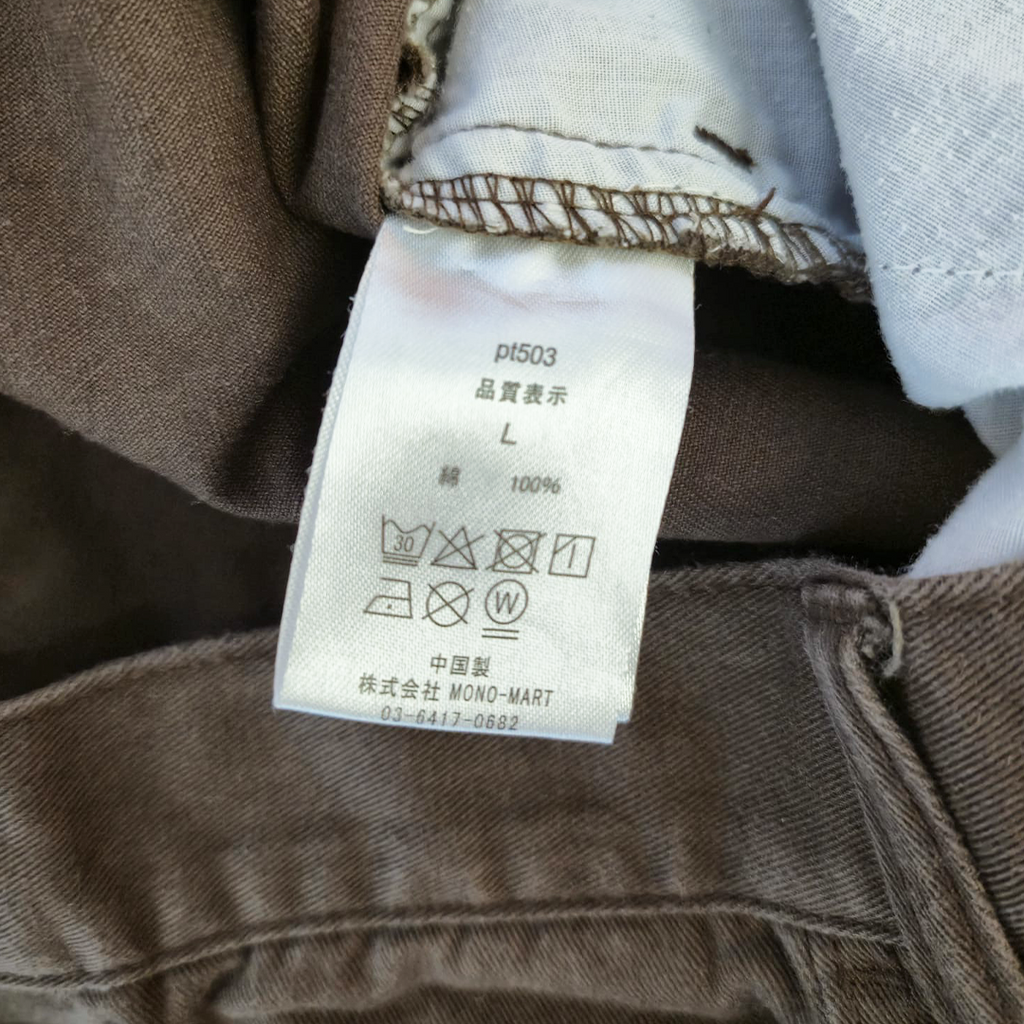 pt503
品質表示
L
綿 100%
30
W
中国製
株式会社 MONO-MART
03-6417-0682